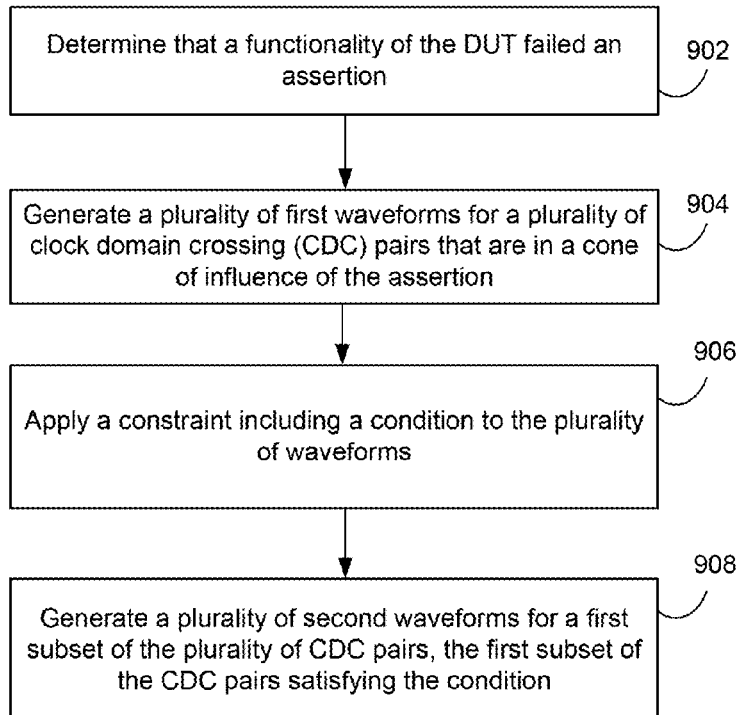 Determine that a functionality of the DUT failed an
assertion
902
Generate a plurality of first waveforms for a plurality of
clock domain crossing (CDC) pairs that are in a cone
of influence of the assertion
904
Apply a constraint including a condition to the plurality
of waveforms
906
Generate a plurality of second waveforms for a first
subset of the plurality of CDC pairs, the first subset of
the CDC pairs satisfying the condition
908